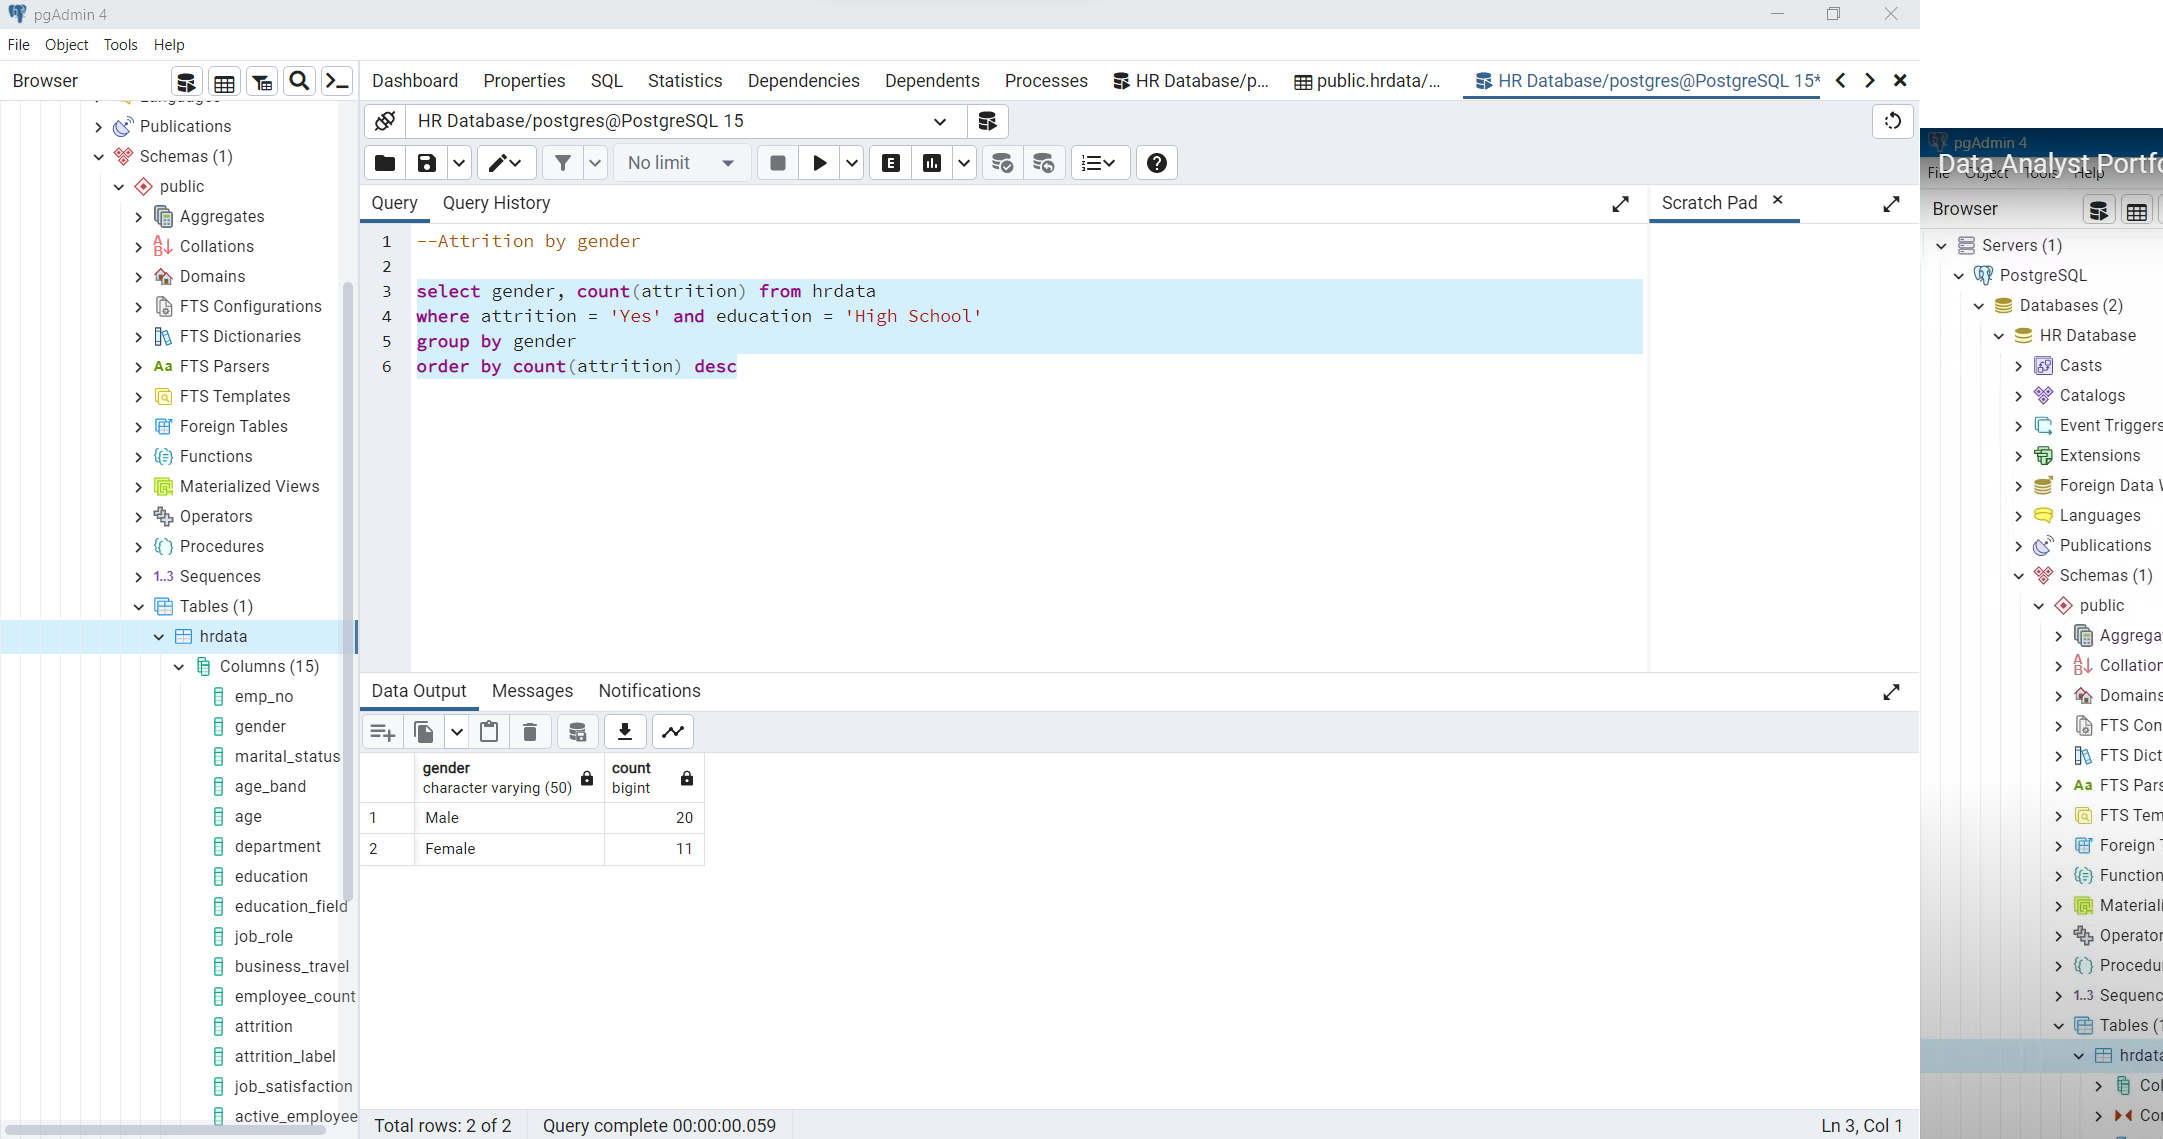 pgAdmin 4
File Object Tools Help
Browser
Dashboard Properties SQL Statistics Dependencies Dependents Processes HR Database/p... public.hrdata/... HR Database/postgres@PostgreSQL 15*
HR Database/postgres@PostgreSQL 15
No limit
Query Query History
Scratch Pad
1 --Attrition by gender
2
3 select gender, count(attrition) from hrdata
4 where attrition = 'Yes' and education = 'High School'
5 group by gender
6 order by count(attrition) desc
Publications
Schemas (1)
public
Aggregates
Collations
Domains
FTS Configurations
FTS Dictionaries
Aa FTS Parsers
FTS Templates
Foreign Tables
Functions
Materialized Views
Operators
Procedures
1..3 Sequences
Tables (1)
hrdata
Columns (15)
emp_no
gender
marital_status
age_band
age
department
education
education_field
job_role
business_travel
employee_count
attrition
attrition_label
job_satisfaction
active_employee
Data Output Messages Notifications
gender count
character varying (50) bigint
1 Male 20
2 Female 11
Total rows: 2 of 2 Query complete 00:00:00.059 Ln 3, Col 1
pgAdmin 4
Data Analyst Portfo
File Object Tools Help
Browser
Servers (1)
PostgreSQL
Databases (2)
HR Database
Casts
Catalogs
Event Triggers
Extensions
Foreign Data
Languages
Publications
Schemas (1)
public
Aggrega
Collation
Domains
FTS Con
FTS Dict
Aa FTS Pars
FTS Tem
Foreign
Function
Materiali
Operator
Procedu
1..3 Sequenc
Tables (1
hrdata
Col
Co